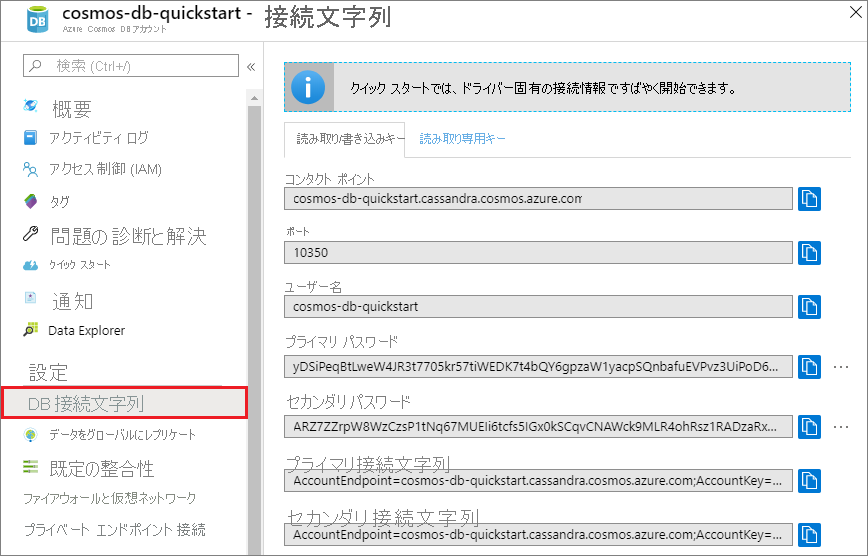 cosmos-db-quickstart - 接続文字列
Azure Cosmos DB アカウント
検索 (Ctrl+/)
概要
アクティビティ ログ
アクセス制御 (IAM)
タグ
問題の診断と解決
クイック スタート
通知
Data Explorer
設定
DB 接続文字列
データをグローバルにレプリケート
既定の整合性
ファイアウォールと仮想ネットワーク
プライベート エンドポイント 接続
クイック スタートでは、ドライバー固有の接続情報ですばやく開始できます。
読み取り/書き込みキー 読み取り専用キー
コンタクト ポイント
cosmos-db-quickstart.cassandra.cosmos.azure.com
ポート
10350
ユーザー名
cosmos-db-quickstart
プライマリ パスワード
yDSiPeqBtLweW4JR3t7705kr57tiWEDK7t4bQY6gpzaW1yacpSQnbafuEVPvz3UiPoD6...
セカンダリ パスワード
ARZ7ZZrpW8WzCzsP1tNq67MUEIi6tcfs5IGx0kSCqvCNAWck9MLR4ohRsz1RADzaRx...
プライマリ接続文字列
AccountEndpoint=cosmos-db-quickstart.cassandra.cosmos.azure.com;AccountKey=...
セカンダリ接続文字列
AccountEndpoint=cosmos-db-quickstart.cassandra.cosmos.azure.com;AccountKey=...